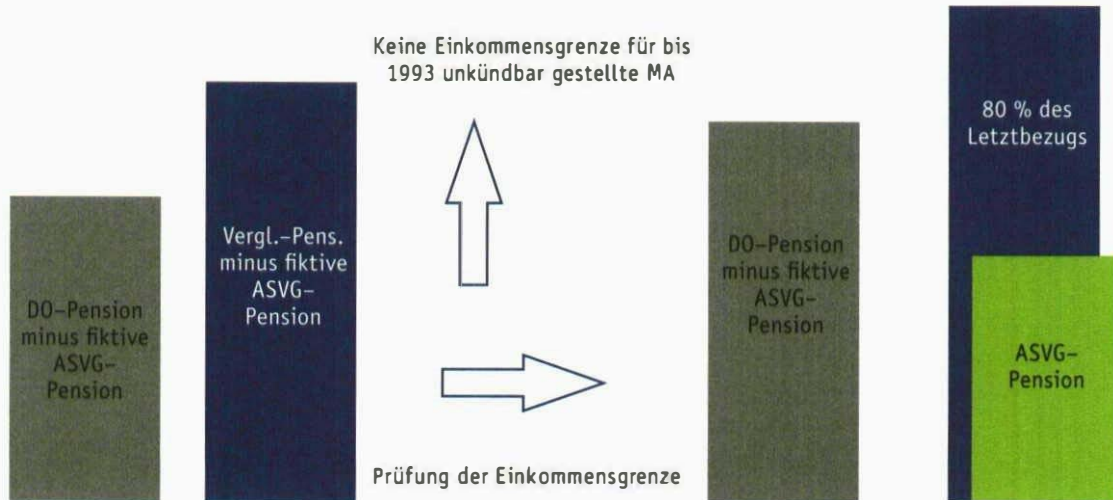 Keine Einkommensgrenze für bis
1993 unkündbar gestellte MA
DO-Pension
minus fiktive
ASVG-
Pension
Vergl.-Pens.
minus fiktive
ASVG-
Pension
Prüfung der Einkommensgrenze
DO-Pension
minus fiktive
ASVG-
Pension
80 % des
Letztbezugs
ASVG-
Pension